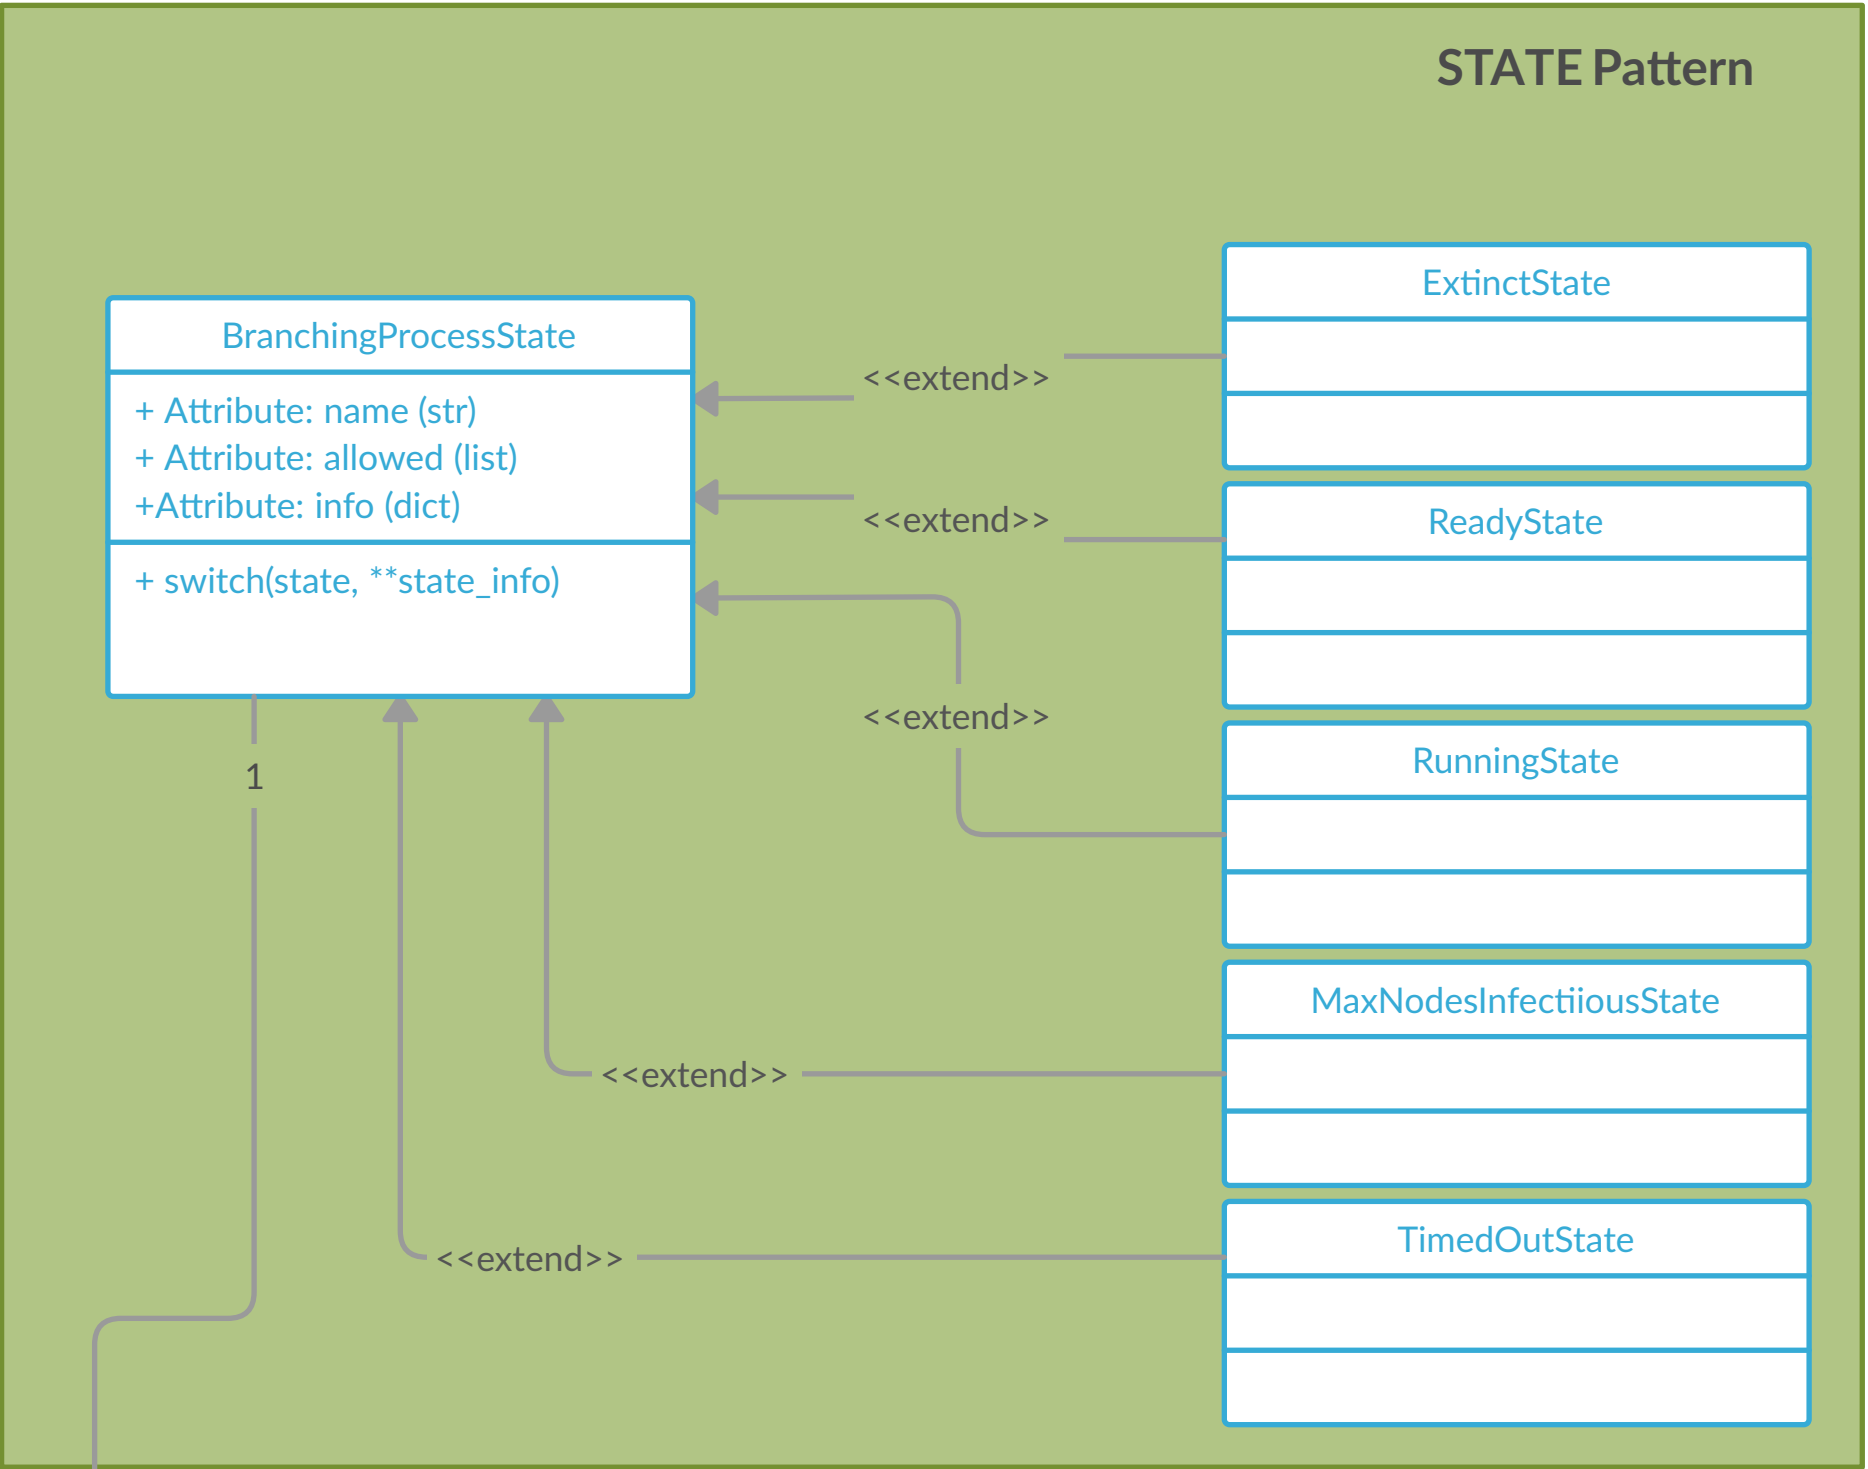 STATE Pattern
BranchingProcessState
+ Attribute: name (str)
+ Attribute: allowed (list)
+Attribute: info (dict)
+ switch(state, **state_info)
1
<<extend>>
<<extend>>
<<extend>>
<<extend>>
<<extend>>
ExtinctState
ReadyState
RunningState
MaxNodesInfectiiousState
TimedOutState